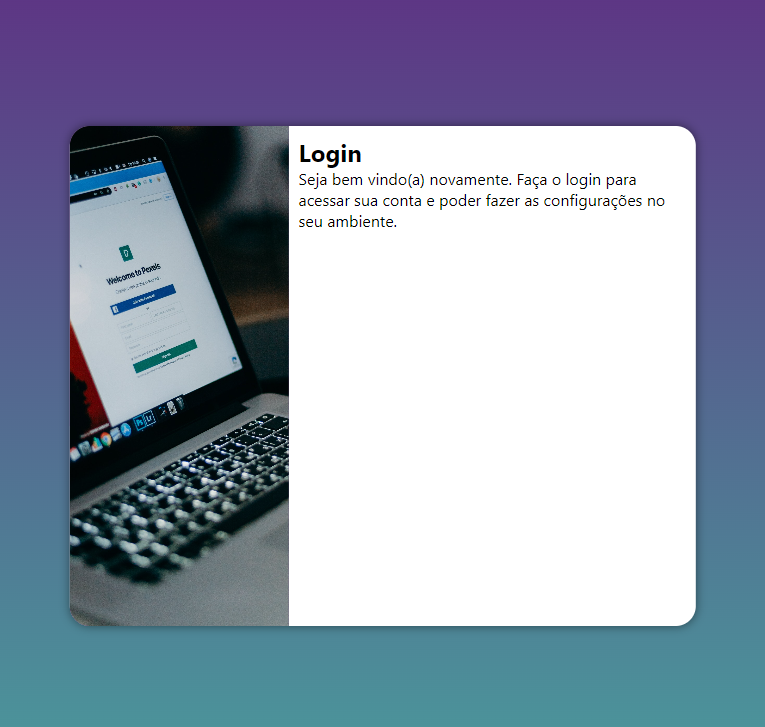 Login
Seja bem vindo(a) novamente. Faça o login para
acessar sua conta e poder fazer as configurações no
seu ambiente.
Welcome to Pexels